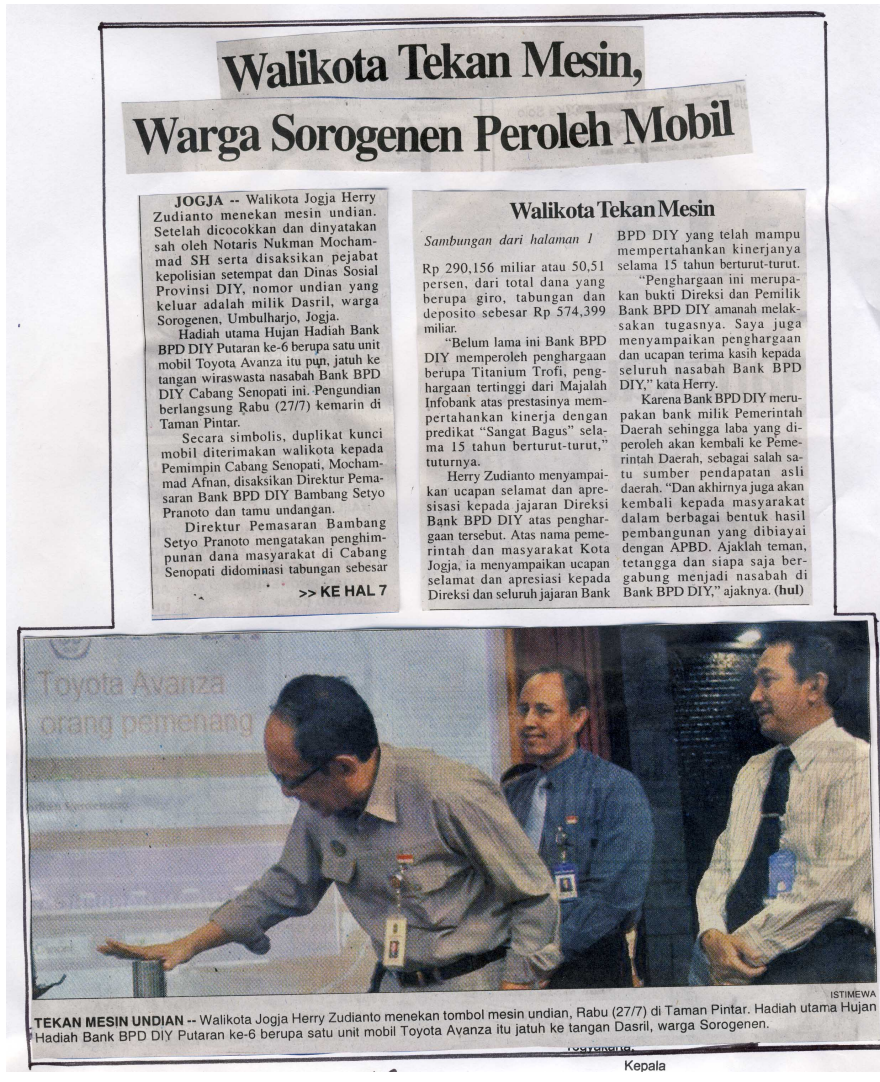 Walikota Tekan Mesin,
Warga Sorogenen Peroleh Mobil
JOGJA -- Walikota Jogja Herry
Zudianto menekan mesin undian.
Setelah dicocokkan dan dinyatakan
sah oleh Notaris Nukman Mocham-
mad SH serta disaksikan pejabat
kepolisian setempat dan Dinas Sosial
Provinsi DIY, nomor undian yang
keluar adalah milik Dasril, warga
Sorogenen, Umbulharjo, Jogja.
Hadiah utama Hujan Hadiah Bank
BPD DIY Putaran ke-6 berupa satu unit
mobil Toyota Avanza itu pun, jatuh ke
tangan wiraswasta nasabah Bank BPD
DIY Cabang Senopati ini. Pengundian
berlangsung Rabu (27/7) kemarin di
Taman Pintar.
Secara simbolis, duplikat kunci
mobil diterimakan walikota kepada
Pemimpin Cabang Senopati, Mocham-
mad Afnan, disaksikan Direktur Pema-
saran Bank BPD DIY Bambang Setyo
Pranoto dan tamu undangan.
Direktur Pemasaran Bambang
Setyo Pranoto mengatakan penghim-
punan dana masyarakat di Cabang
Senopati didominasi tabungan sebesar
>> KE HAL 7
Walikota Tekan Mesin
Sambungan dari halaman 1
Rp 290,156 miliar atau 50,51
persen, dari total dana yang
berupa giro, tabungan dan
deposito sebesar Rp 574,399
miliar.
"Belum lama ini Bank BPD
DIY memperoleh penghargaan
berupa Titanium Trofi, peng-
hargaan tertinggi dari Majalah
Infobank atas prestasinya mem-
pertahankan kinerja dengan
predikat "Sangat Bagus" sela-
ma 15 tahun berturut-turut,"
tuturnya.
Herry Zudianto menyampai-
kan ucapan selamat dan apre-
sisasi kepada jajaran Direksi
Bank BPD DIY atas penghar-
gaan tersebut. Atas nama peme-
rintah dan masyarakat Kota
Jogja, ia menyampaikan ucapan
selamat dan apresiasi kepada
Direksi dan seluruh jajaran Bank
BPD DIY yang telah mampu
mempertahankan kinerjanya
selama 15 tahun berturut-turut.
"Penghargaan ini merupa-
kan bukti Direksi dan Pemilik
Bank BPD DIY amanah melak-
sakan tugasnya. Saya juga
menyampaikan penghargaan
dan ucapan terima kasih kepada
seluruh nasabah Bank BPD
DIY," kata Herry.
Karena Bank BPD DIY meru-
pakan bank milik Pemerintah
Daerah sehingga laba yang di-
peroleh akan kembali ke Peme-
rintah Daerah, sebagai salah sa-
tu sumber pendapatan asli
daerah. "Dan akhirnya juga akan
kembali kepada masyarakat
dalam berbagai bentuk hasil
pembangunan yang dibiayai
dengan APBD. Ajaklah teman,
tetangga dan siapa saja ber-
gabung menjadi nasabah di
Bank BPD DIY," ajaknya. (hul)
Toyota Avanza
orang pemenang
Cancel
ISTIMEWA
TEKAN MESIN UNDIAN -- Walikota Jogja Herry Zudianto menekan tombol mesin undian, Rabu (27/7) di Taman Pintar. Hadiah utama Hujan
Hadiah Bank BPD DIY Putaran ke-6 berupa satu unit mobil Toyota Avanza itu jatuh ke tangan Dasril, warga Sorogenen.
Yogyakarta,
Kepala